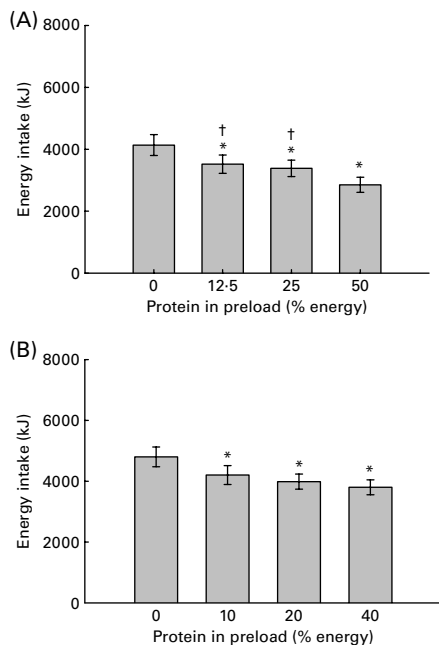 (A)
8000
6000
4000
2000
0
Energy intake (kJ)
†
*
†
*
*
0 12·5 25 50
Protein in preload (% energy)
(B)
8000
6000
4000
2000
0
Energy intake (kJ)
*
*
*
0 10 20 40
Protein in preload (% energy)